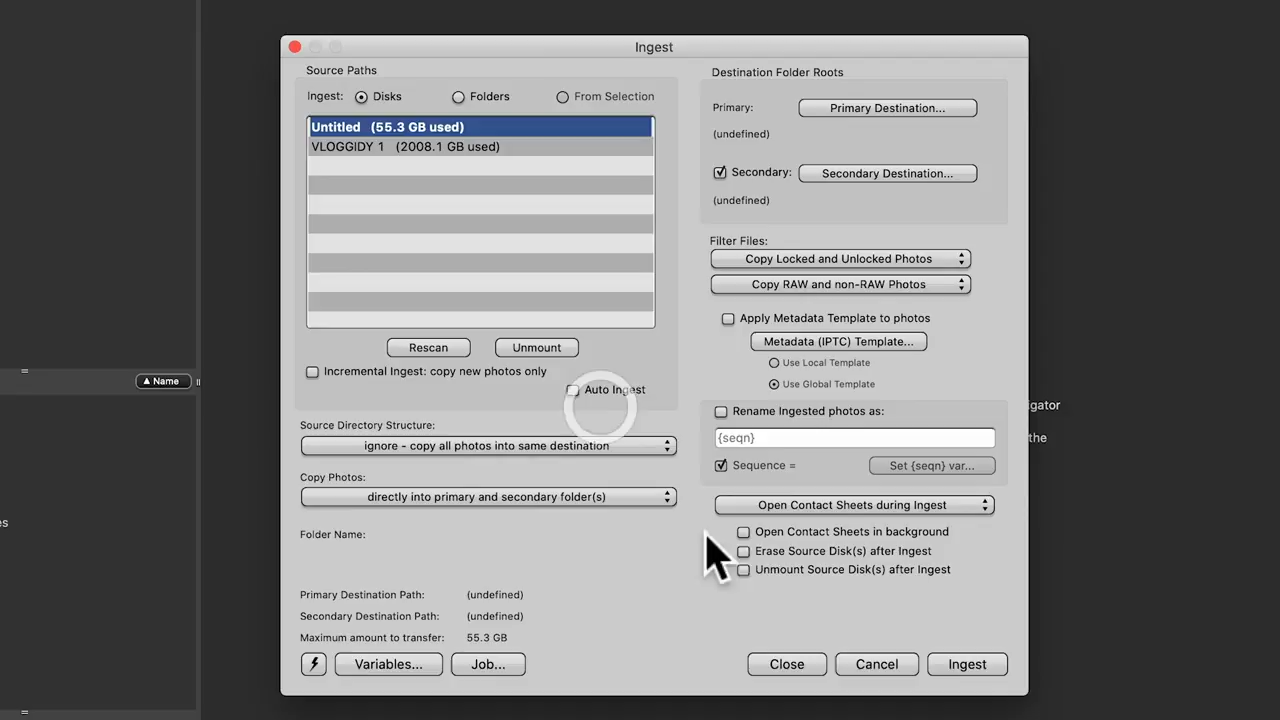 Ingest
Source Paths
Ingest: Disks Folders From Selection
Untitled (55.3 GB used)
VLOGGIDY 1 (2008.1 GB used)
Rescan Unmount
Incremental Ingest: copy new photos only
Auto Ingest
Source Directory Structure:
ignore - copy all photos into same destination
Copy Photos:
directly into primary and secondary folder(s)
Folder Name:
Primary Destination Path: (undefined)
Secondary Destination Path: (undefined)
Maximum amount to transfer: 55.3 GB
Variables... Job...
Destination Folder Roots
Primary: Primary Destination...
(undefined)
Secondary: Secondary Destination...
(undefined)
Filter Files:
Copy Locked and Unlocked Photos
Copy RAW and non-RAW Photos
Apply Metadata Template to photos
Metadata (IPTC) Template...
Use Local Template
Use Global Template
Rename Ingested photos as:
{seqn}
Sequence = Set {seqn} var...
Open Contact Sheets during Ingest
Open Contact Sheets in background
Erase Source Disk(s) after Ingest
Unmount Source Disk(s) after Ingest
Close Cancel Ingest
Name
the